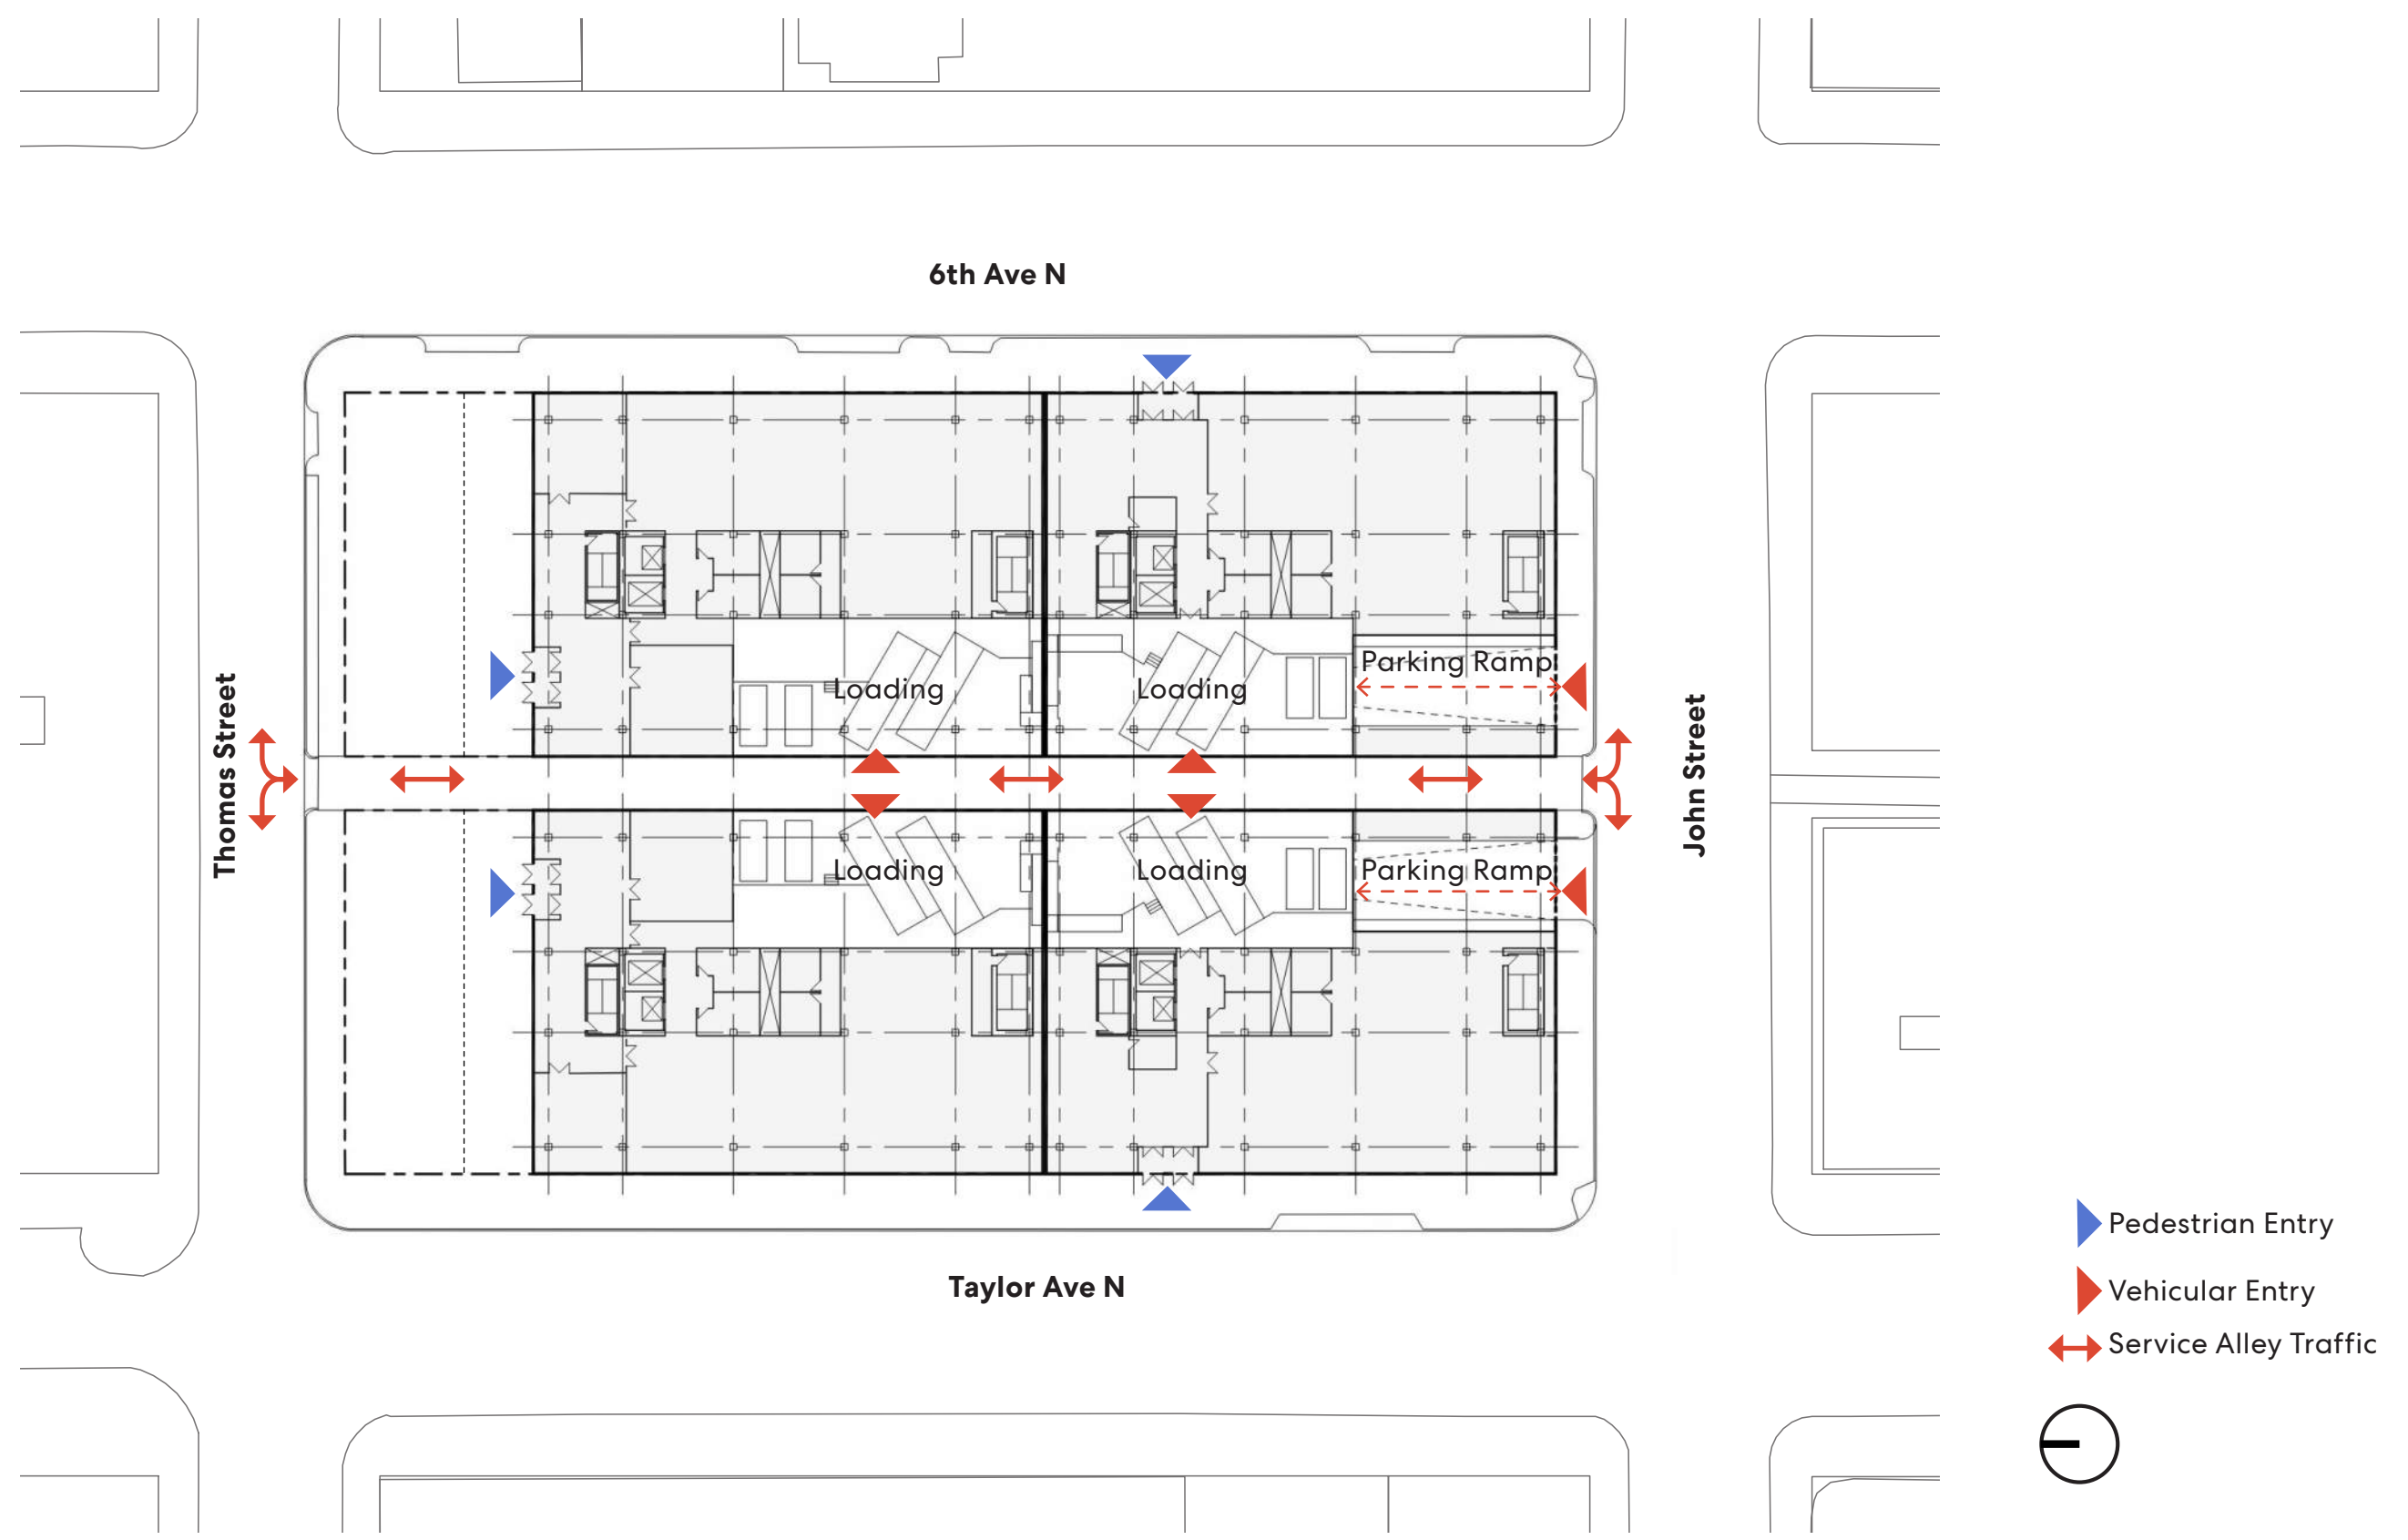 6th Ave N
Thomas Street
John Street
Parking Ramp
Loading
Loading
Loading
Loading
Parking Ramp
Taylor Ave N
Pedestrian Entry
Vehicular Entry
Service Alley Traffic